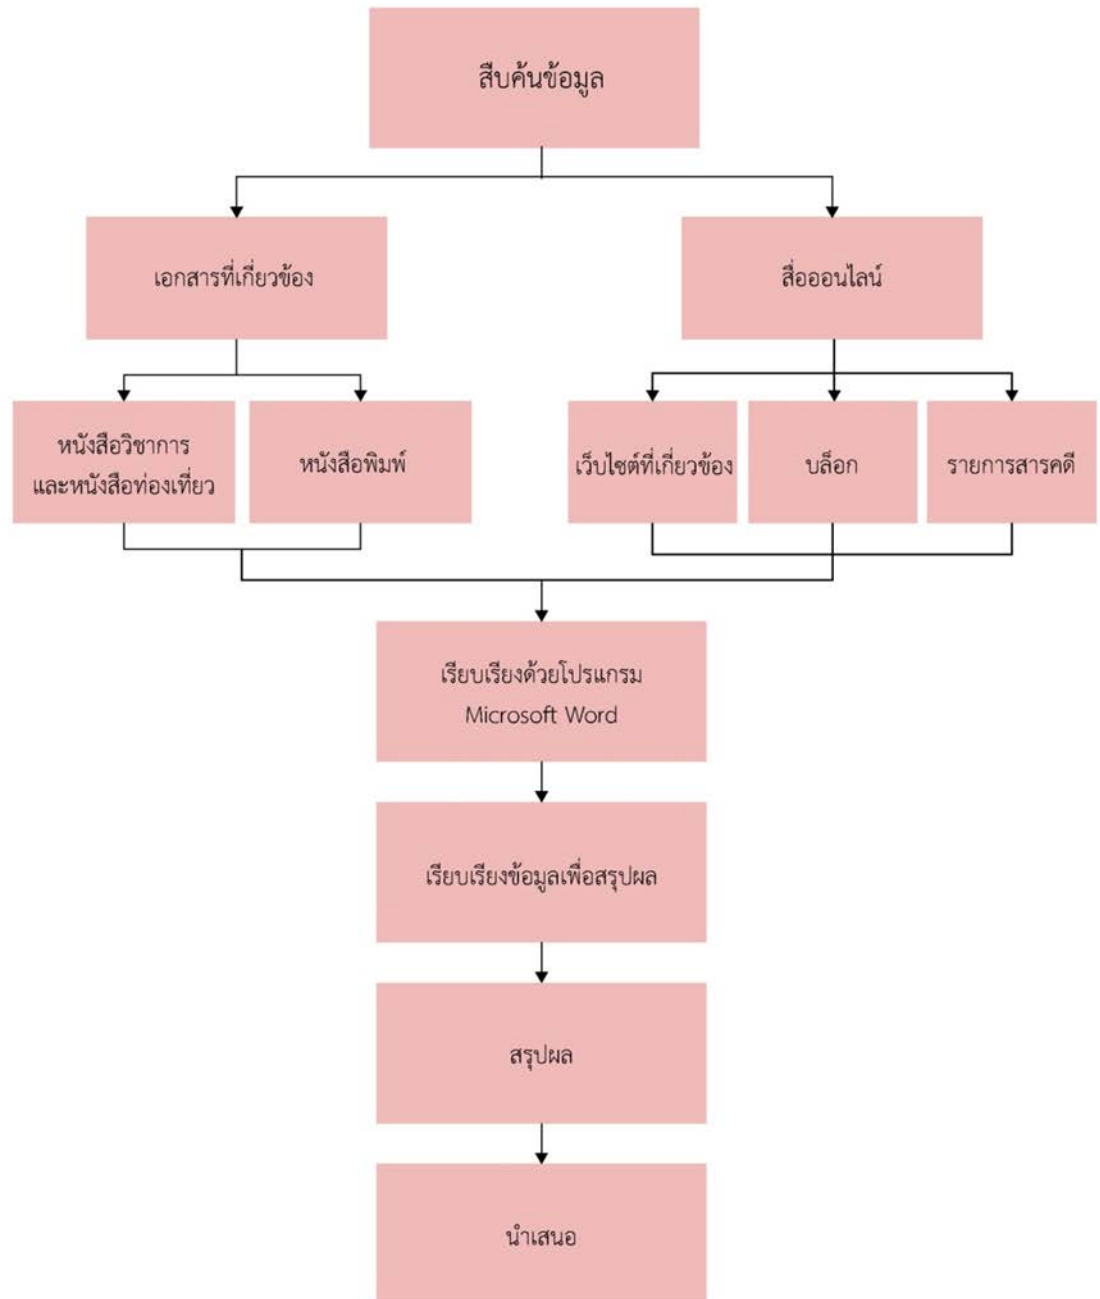 สืบค้นข้อมูล
เอกสารที่เกี่ยวข้อง
สื่อออนไลน์
หนังสือวิชาการ
และหนังสือท่องเที่ยว
หนังสือพิมพ์
เว็บไซต์ที่เกี่ยวข้อง
บล็อก
รายการสารคดี
เรียบเรียงด้วยโปรแกรม
Microsoft Word
เรียบเรียงข้อมูลเพื่อสรุปผล
สรุปผล
นำเสนอ